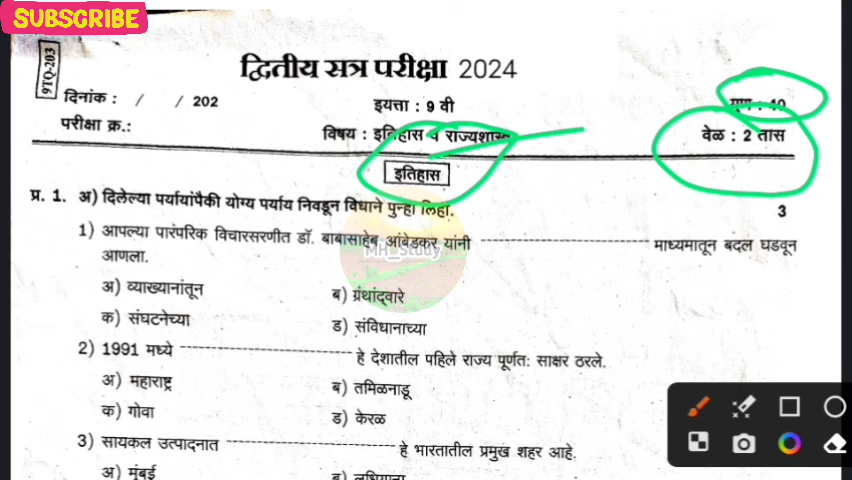 SUBSCRIBE
9TQ-203
द्वितीय सत्र परीक्षा 2024
दिनांक : / / 202
इयत्ता : 9 वी
गुण : 40
परीक्षा क्र.:
विषय : इतिहास व राज्यशास्त्र
वेळ : 2 तास
इतिहास
प्र. 1. अ) दिलेल्या पर्यायांपैकी योग्य पर्याय निवडून विधाने पुन्हा लिहा. 3
1) आपल्या पारंपरिक विचारसरणीत डॉ. बाबासाहेब आंबेडकर यांनी ---------- माध्यमातून बदल घडवून
आणला.
अ) व्याख्यानांतून ब) ग्रंथांद्वारे
क) संघटनेच्या ड) संविधानाच्या
2) 1991 मध्ये ---------- हे देशातील पहिले राज्य पूर्णत: साक्षर ठरले.
अ) महाराष्ट्र ब) तमिळनाडू
क) गोवा ड) केरळ
3) सायकल उत्पादनात ---------- हे भारतातील प्रमुख शहर आहे.
अ) मुंबई ब) लुधियाना
MH_Study